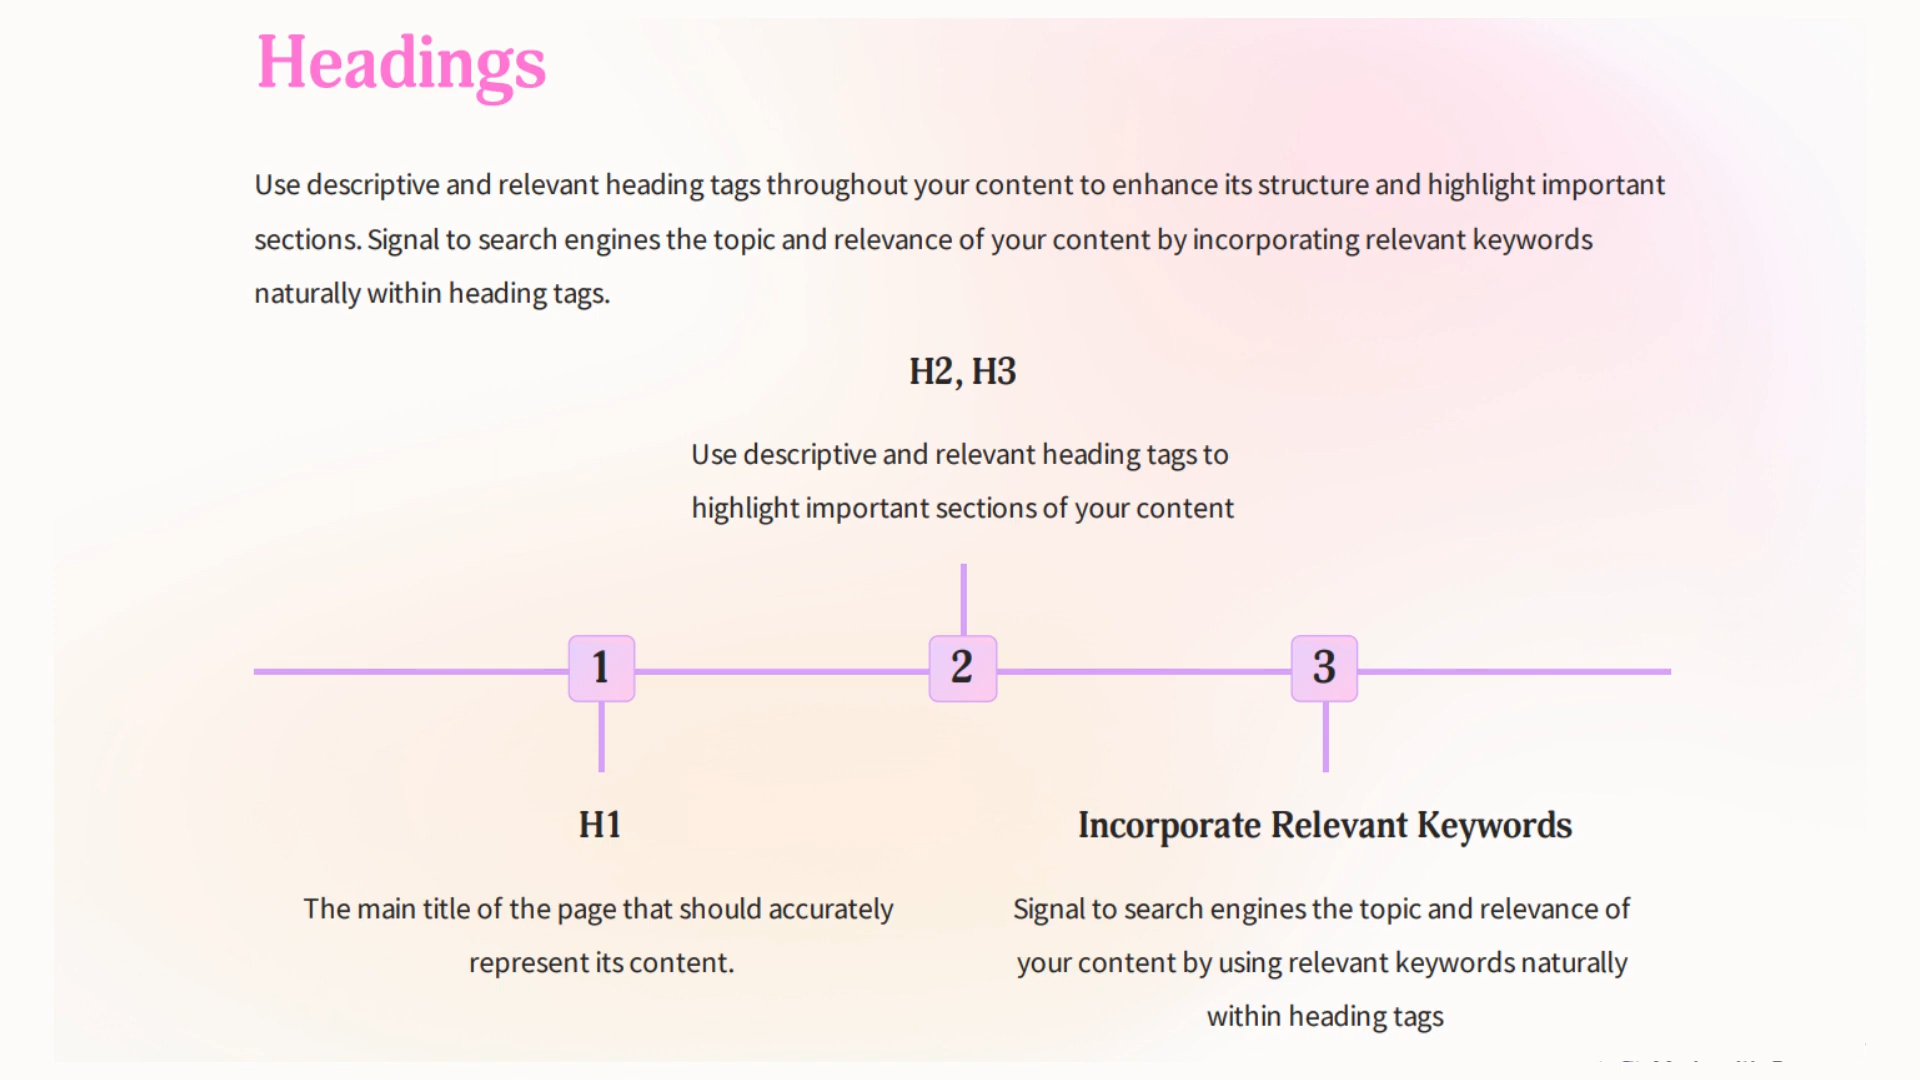 Headings
Use descriptive and relevant heading tags throughout your content to enhance its structure and highlight important
sections. Signal to search engines the topic and relevance of your content by incorporating relevant keywords
naturally within heading tags.
H2, H3
Use descriptive and relevant heading tags to
highlight important sections of your content
1
2
3
H1
The main title of the page that should accurately
represent its content.
Incorporate Relevant Keywords
Signal to search engines the topic and relevance of
your content by using relevant keywords naturally
within heading tags